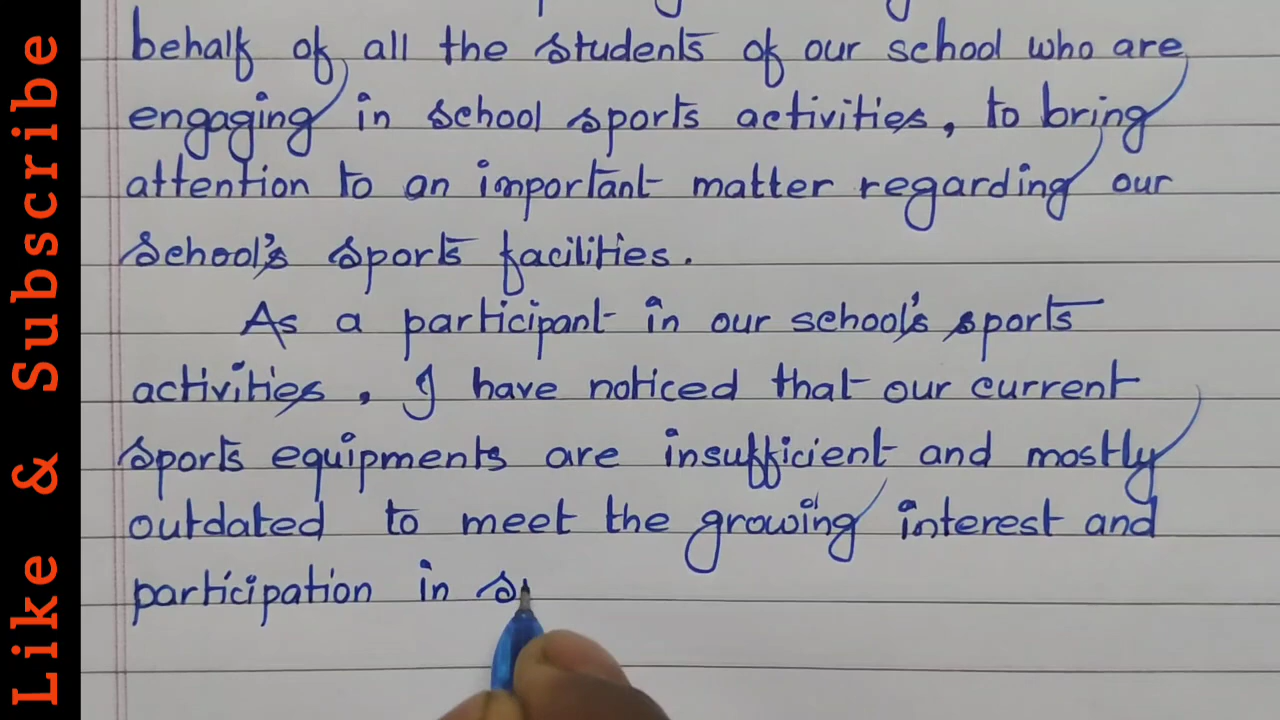 Like & Subscribe
behalf of all the students of our school who are
engaging in school sports activities, to bring
attention to an important matter regarding our
school's sports facilities.
As a participant in our school's sports
activities, I have noticed that our current
sports equipments are insufficient and mostly
outdated to meet the growing interest and
participation in s